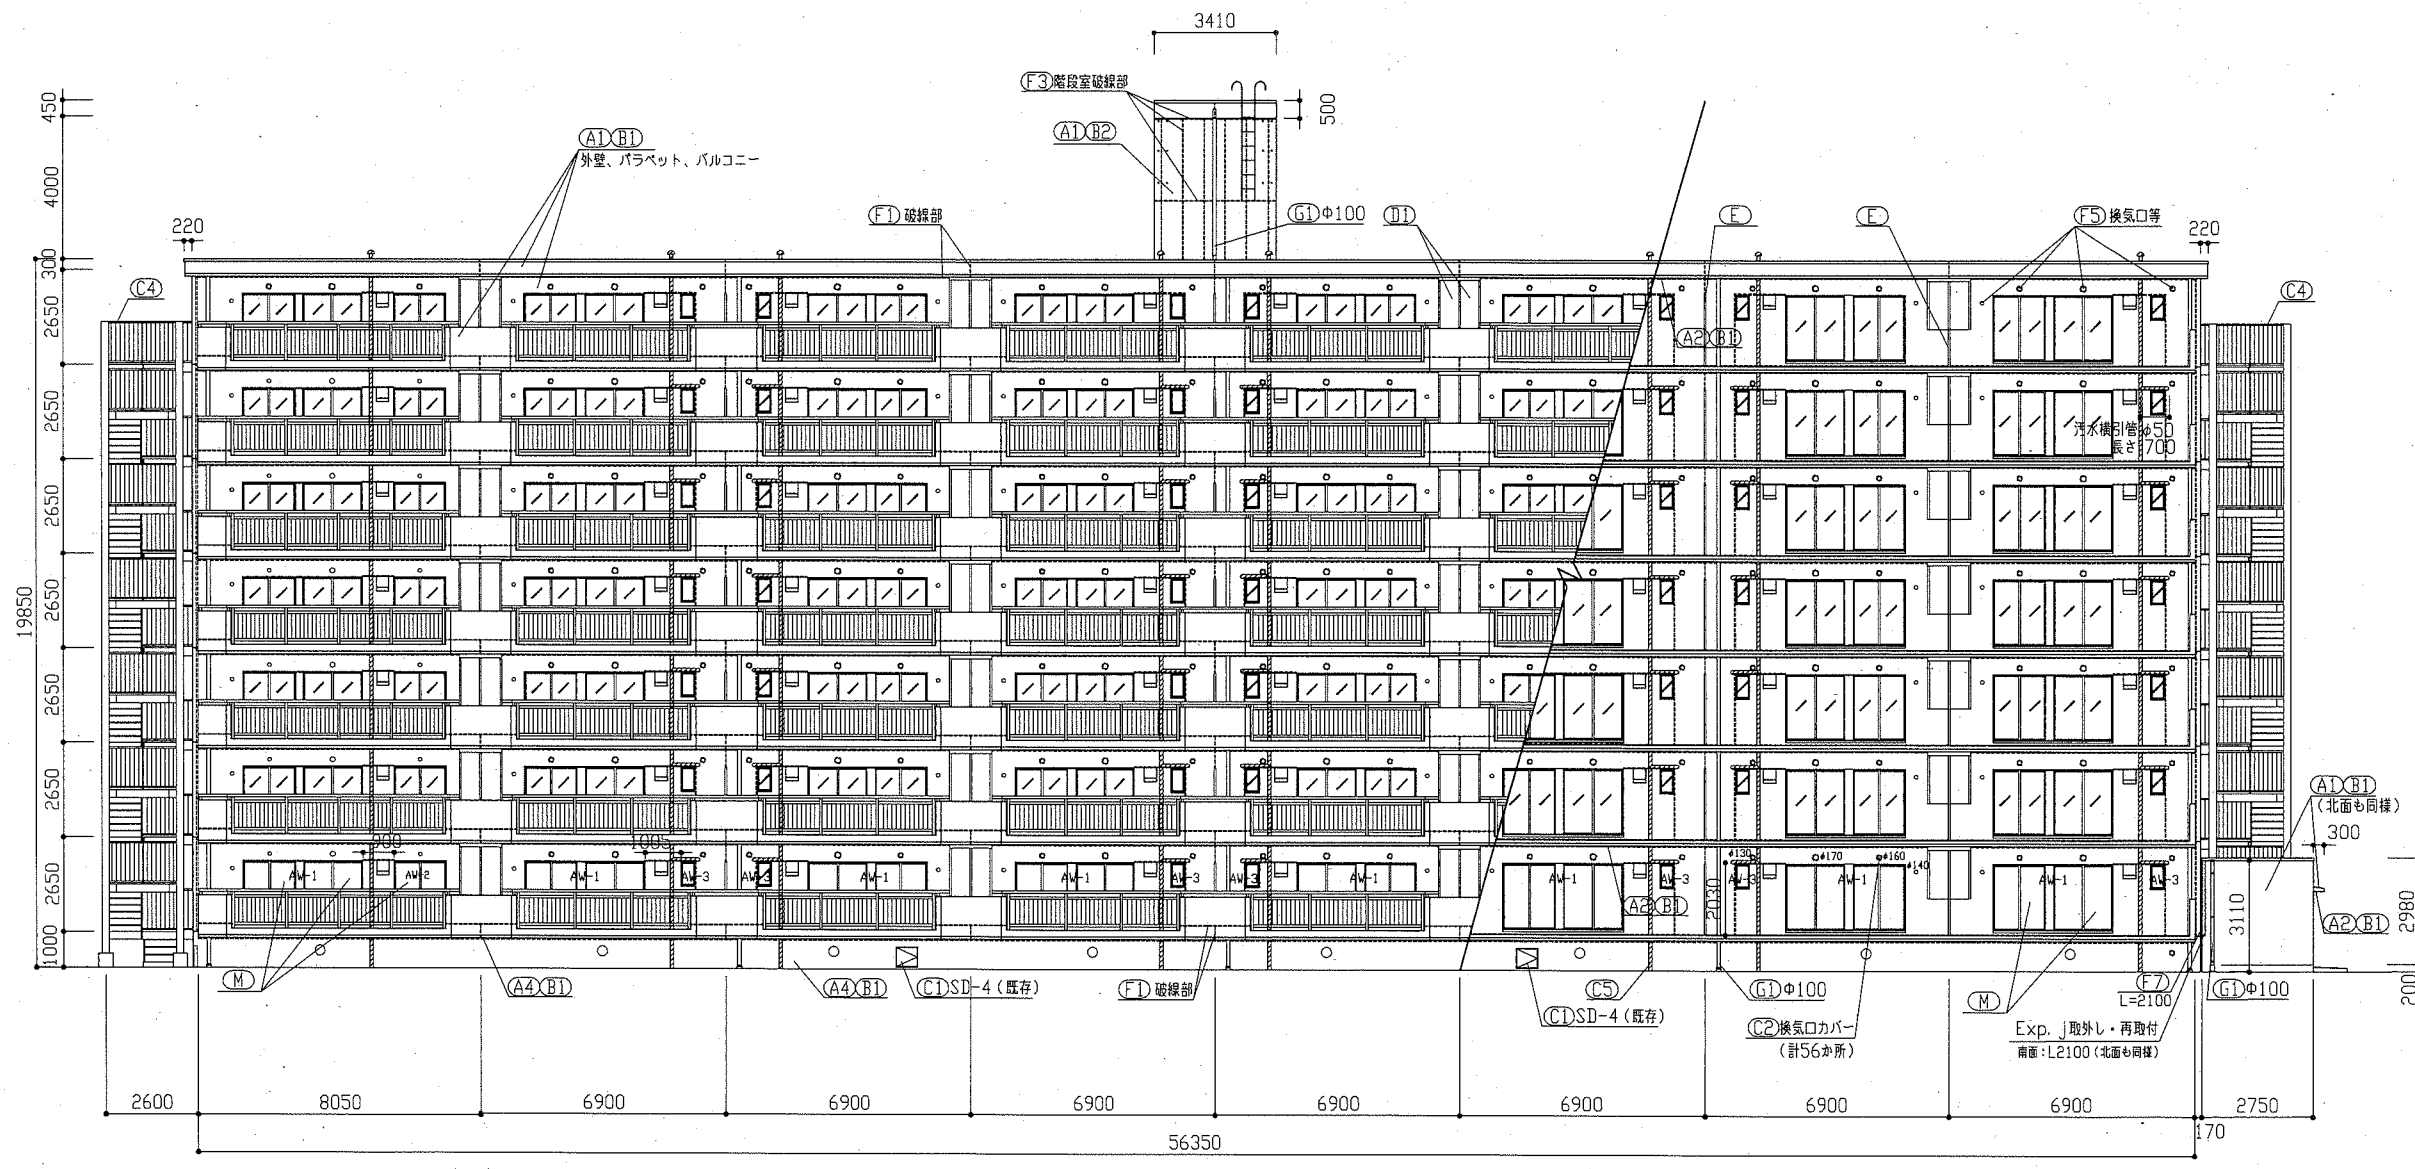 3410
F3 階段室破線部
450
500
A1 B2
A1 B1
外壁、パラペット、バルコニー
4000
F1 破線部
G1 Φ100
D1
E
E
F5 換気口等
220
220
300
C4
C4
2650
A2 B1
2650
汚水横引管 φ50
長さ 700
2650
19850
2650
2650
2650
A1 B1
(北面も同様)
300
900
1005
φ130
φ170
φ160
φ140
2650
AW-1
AW-2
AW-1
AW-3
AW-3
AW-1
AW-1
AW-3
AW-3
AW-1
AW-1
AW-3
AW-3
AW-1
AW-1
AW-3
A2 B1
2030
3110
A2 B1
2980
1000
M
A4 B1
A4 B1
C1 SD-4 (既存)
F1 破線部
C5
G1 Φ100
M
F7
L=2100
G1 Φ100
200
C1 SD-4 (既存)
C2 換気口カバー
(計56か所)
Exp. J取外し・再取付
南面:L2100 (北面も同様)
2600
8050
6900
6900
6900
6900
6900
6900
6900
2750
170
56350